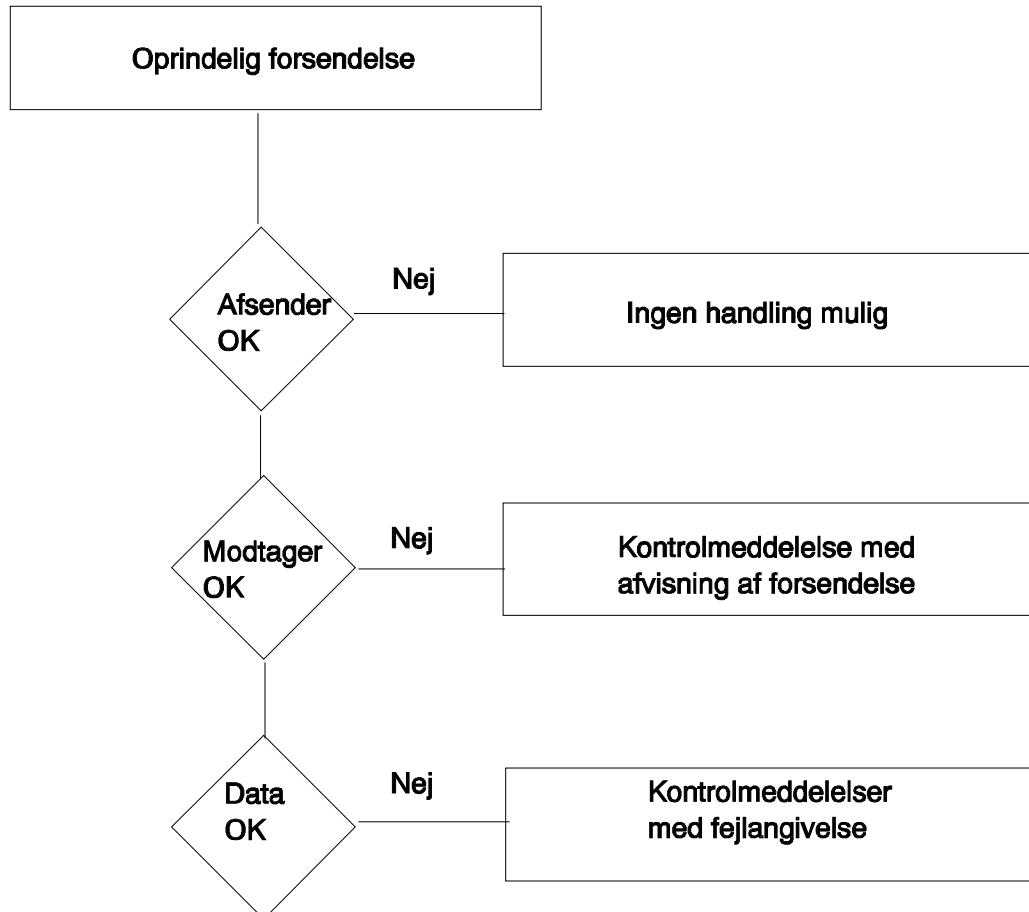 Oprindelig forsendelse
Nej
Afsender
OK
Ingen handling mulig
Nej
Modtager
OK
Kontrolmeddelelse med
afvisning af forsendelse
Nej
Data
OK
Kontrolmeddelelser
med fejlangivelse